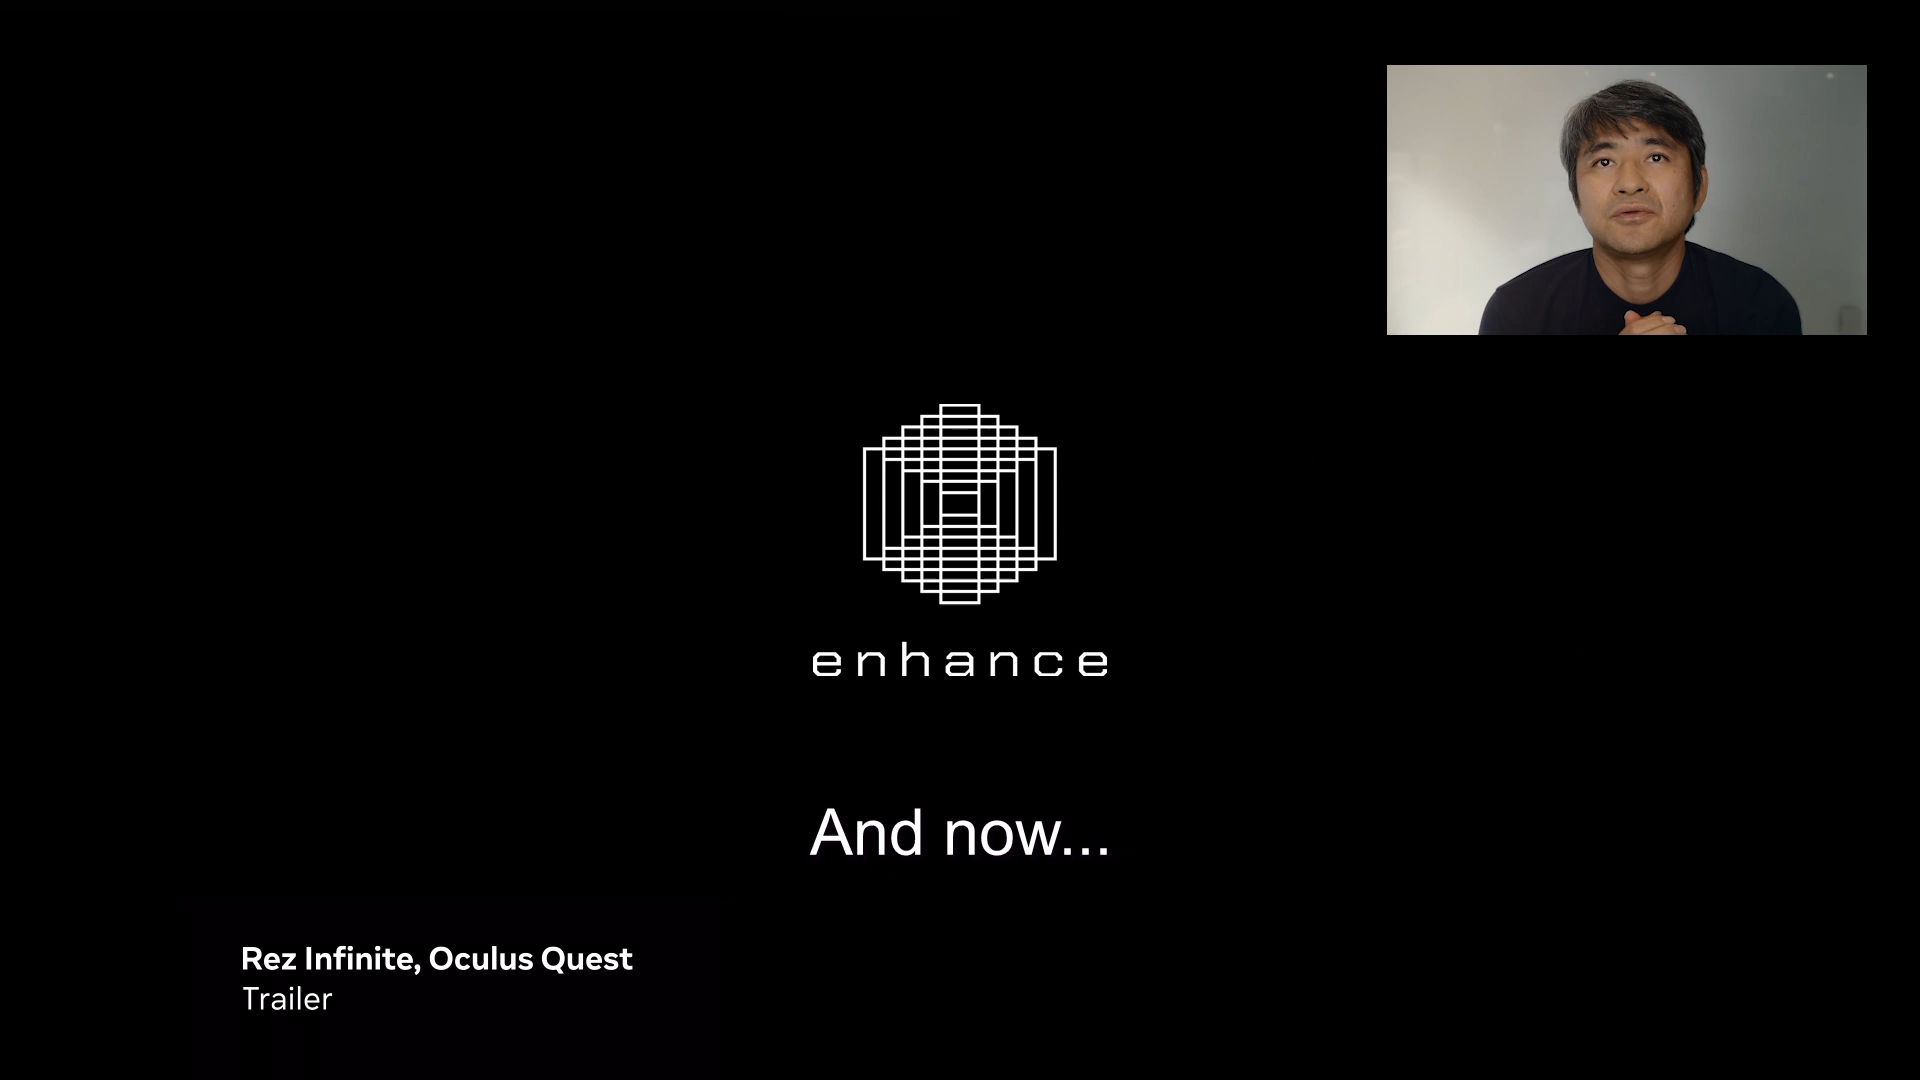 enhance
And now...
Rez Infinite, Oculus Quest
Trailer